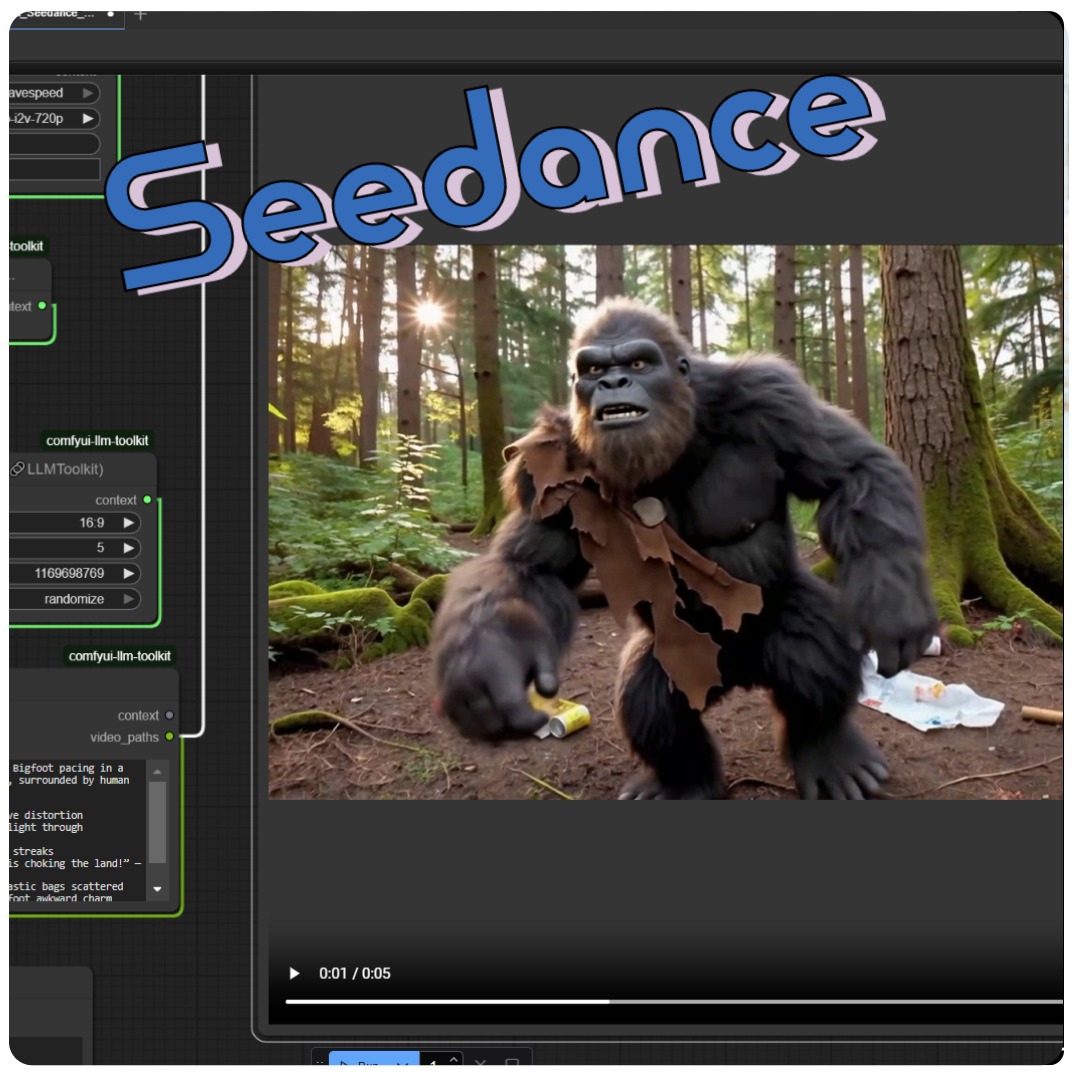 _Seedance_...
Seedance
avespeed
-i2v-720p
toolkit
text
comfyui-llm-toolkit
LLMToolkit)
context
16:9
5
1169698769
randomize
comfyui-llm-toolkit
context
video_paths
Bigfoot pacing in a
, surrounded by human
ve distortion
light through
streaks
is choking the land!” —
astic bags scattered
foot awkward charm
0:01 / 0:05
Run
1